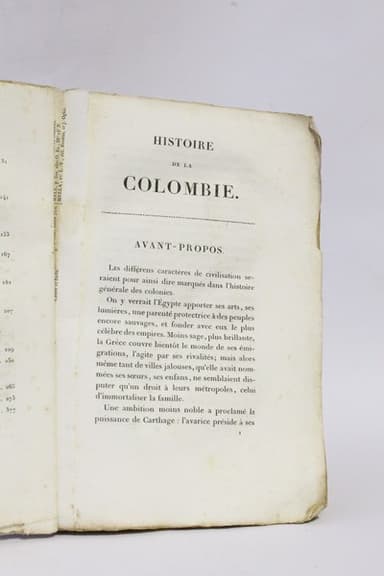 HISTOIRE
DE LA
COLOMBIE.
AVANT-PROPOS
Les différens caractères de civilisation se-
raient pour ainsi dire marqués dans l'histoire
générale des colonies.
On y verrait l'Égypte apporter ses arts, ses
lumières, une parenté protectrice à des peuples
encore sauvages, et fonder avec eux le plus
célèbre des empires. Moins sage, plus brillante,
la Grèce couvre bientôt le monde de ses émi-
grations, l'agite par ses rivalités; mais alors
même tant de villes jalouses, qu'elle avait nom-
mées ses sœurs, ses enfans, ne semblaient dis-
puter qu'un droit à leurs métropoles, celui
d'immortaliser la famille.
Une ambition moins noble a proclamé la
puissance de Carthage : l'avarice préside à ses
1